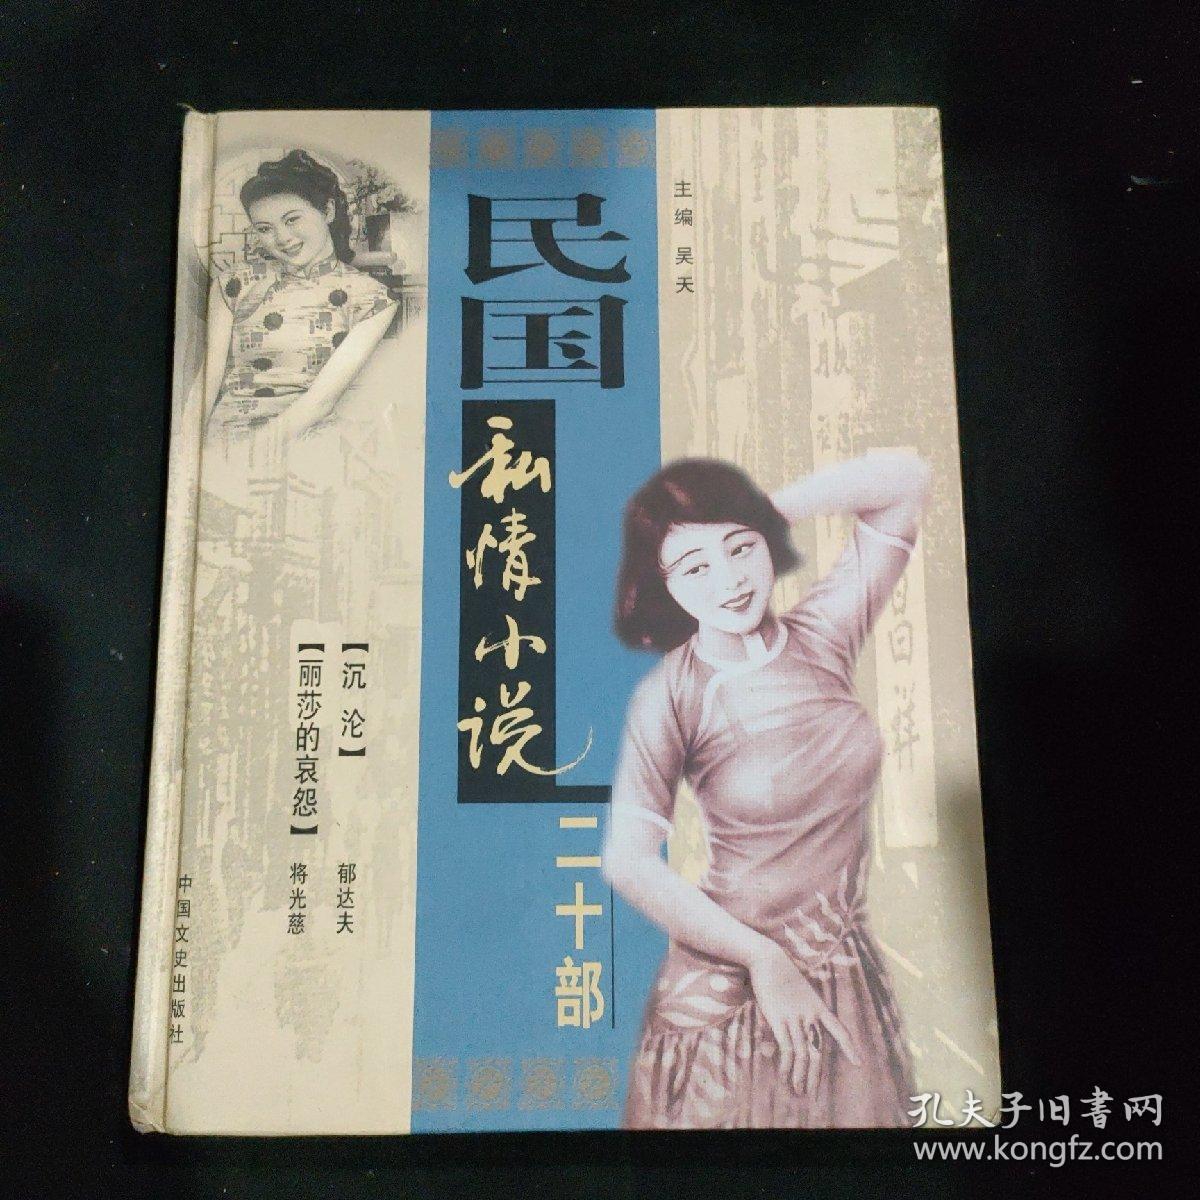 主编 吴天
民国
私情小说
二十部
【沉沦】 郁达夫
【丽莎的哀怨】 将光慈
中国文史出版社
孔夫子旧書网
www.kongfz.com